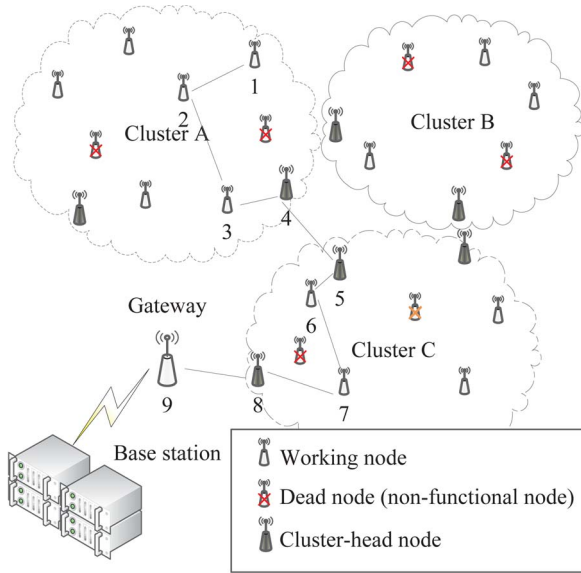 1
2
Cluster A
Cluster B
3
4
5
Gateway
6
Cluster C
7
8
9
Base station
Working node
Dead node (non-functional node)
Cluster-head node